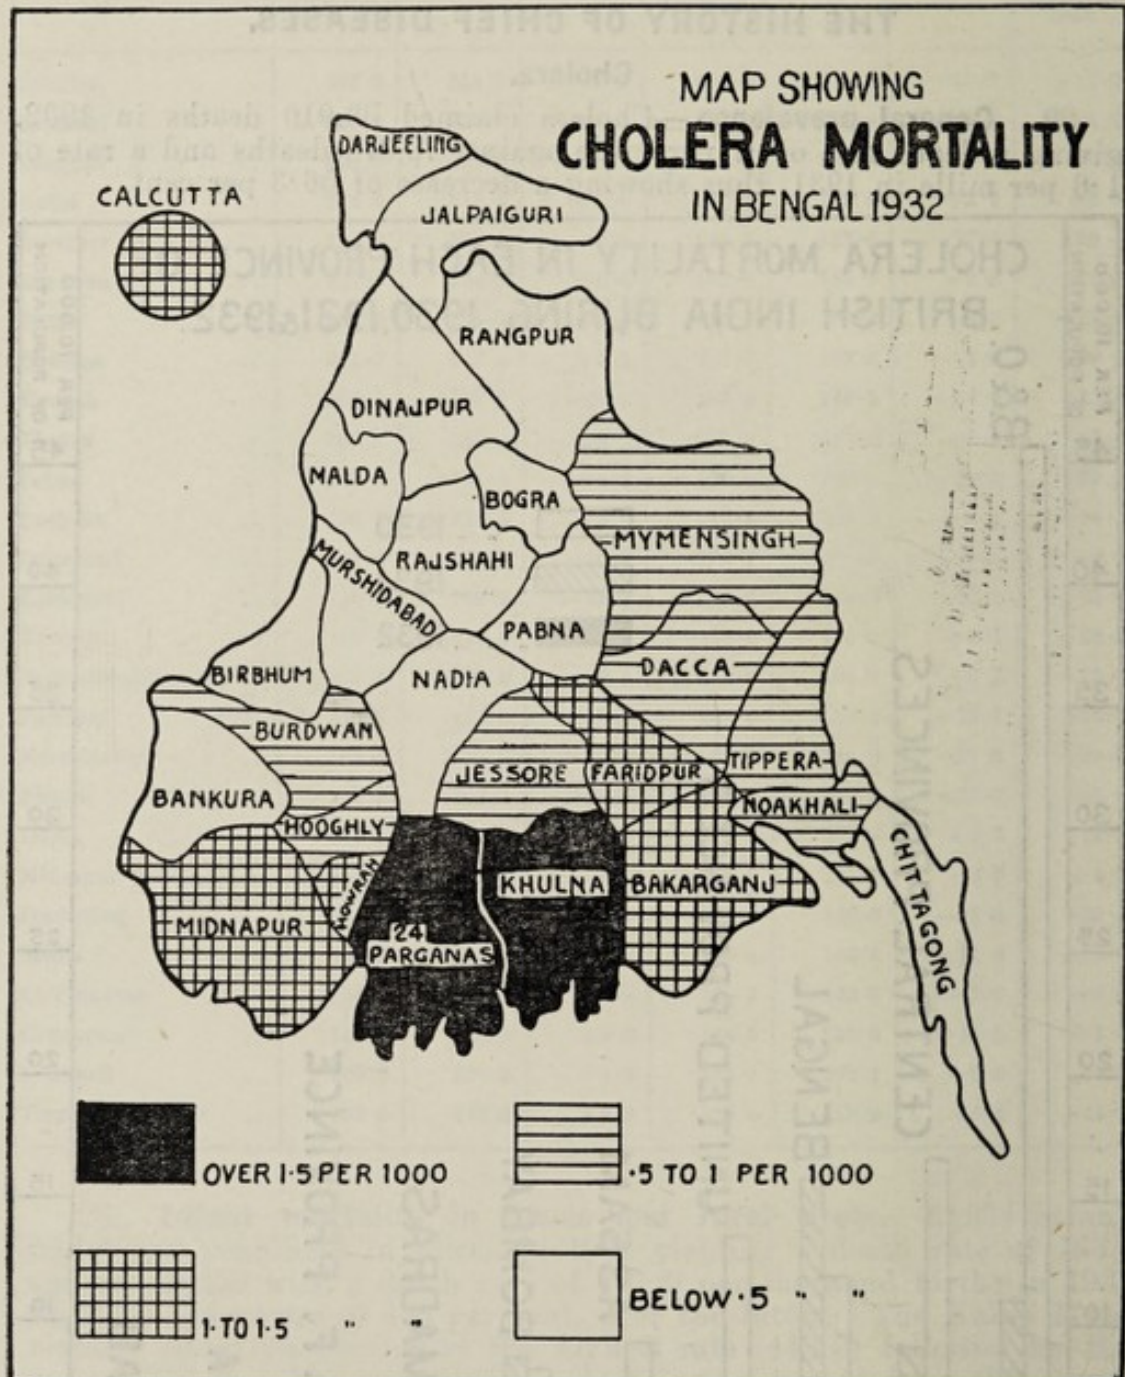 MAP SHOWING
CHOLERA MORTALITY
IN BENGAL 1932
CALCUTTA
DARJEELING
JALPAIGURI
RANGPUR
DINAJPUR
MALDA
BOGRA
RAJSHAHI
MURSHIDABAD
MYMENSINGH
PABNA
DACCA
BIRBHUM
NADIA
BURDWAN
TIPPERA
JESSORE
FARIDPUR
BANKURA
NOAKHALI
HOOGHLY
CHITTAGONG
HOWRAH
KHULNA
BAKARGANJ
MIDNAPUR
24
PARGANAS
OVER 1·5 PER 1000
·5 TO 1 PER 1000
1· TO 1·5 " "
BELOW ·5 " "